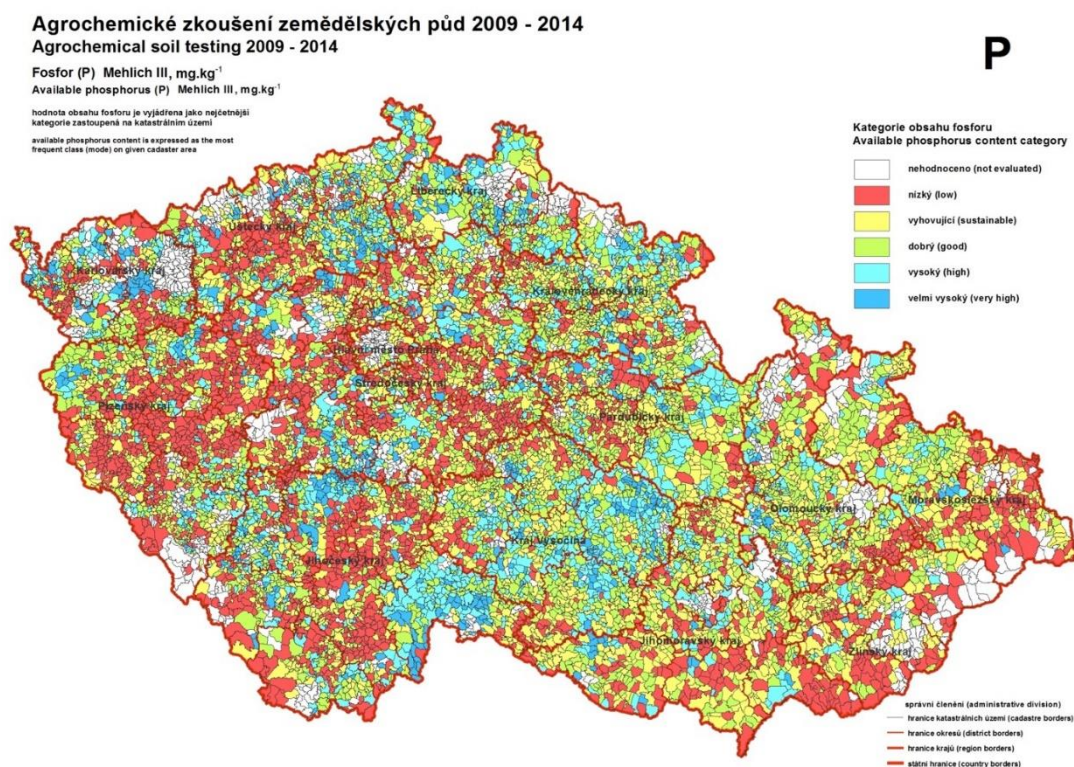 Agrochemické zkoušení zemědělských půd 2009 - 2014
Agrochemical soil testing 2009 - 2014
Fosfor (P) Mehlich III, mg.kg⁻¹
Available phosphorus (P) Mehlich III, mg.kg⁻¹
hodnota obsahu fosforu je vyjádřena jako nejčetnější
kategorie zastoupená na katastrálním území
available phosphorus content is expressed as the most
frequent class (mode) on given cadaster area
P
Kategorie obsahu fosforu
Available phosphorus content category
nehodnoceno (not evaluated)
nízký (low)
vyhovující (sustainable)
dobrý (good)
vysoký (high)
velmi vysoký (very high)
Liberecký kraj
Ústecký kraj
Karlovarský kraj
Královéhradecký kraj
Hlavní město Praha
Středočeský kraj
Plzeňský kraj
Pardubický kraj
Moravskoslezský kraj
Olomoucký kraj
Kraj Vysočina
Jihočeský kraj
Jihomoravský kraj
Zlínský kraj
správní členění (administrative division)
hranice katastrálních území (cadastre borders)
hranice okresů (district borders)
hranice krajů (region borders)
státní hranice (country borders)